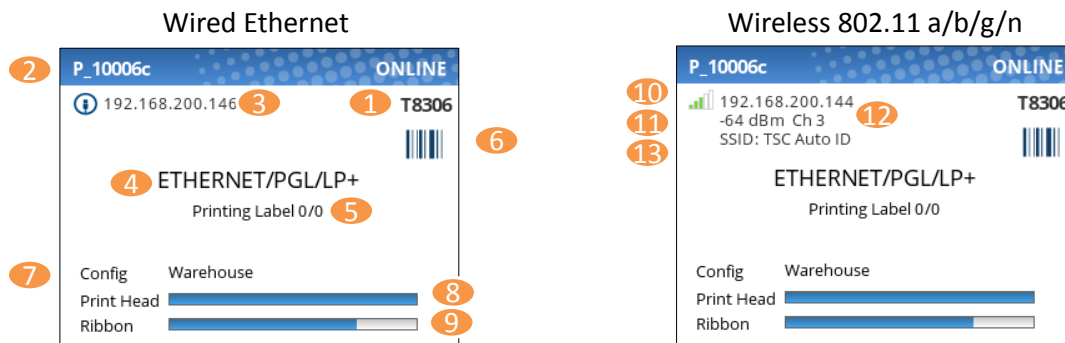 Wired Ethernet
2 P_10006c ONLINE
192.168.200.146 3 1 T8306
6
4 ETHERNET/PGL/LP+
Printing Label 0/0 5
7 Config Warehouse
Print Head 8
Ribbon 9
Wireless 802.11 a/b/g/n
P_10006c ONLINE
10 192.168.200.144 T8306
11 -64 dBm Ch 3 12
13 SSID: TSC Auto ID
ETHERNET/PGL/LP+
Printing Label 0/0
Config Warehouse
Print Head
Ribbon